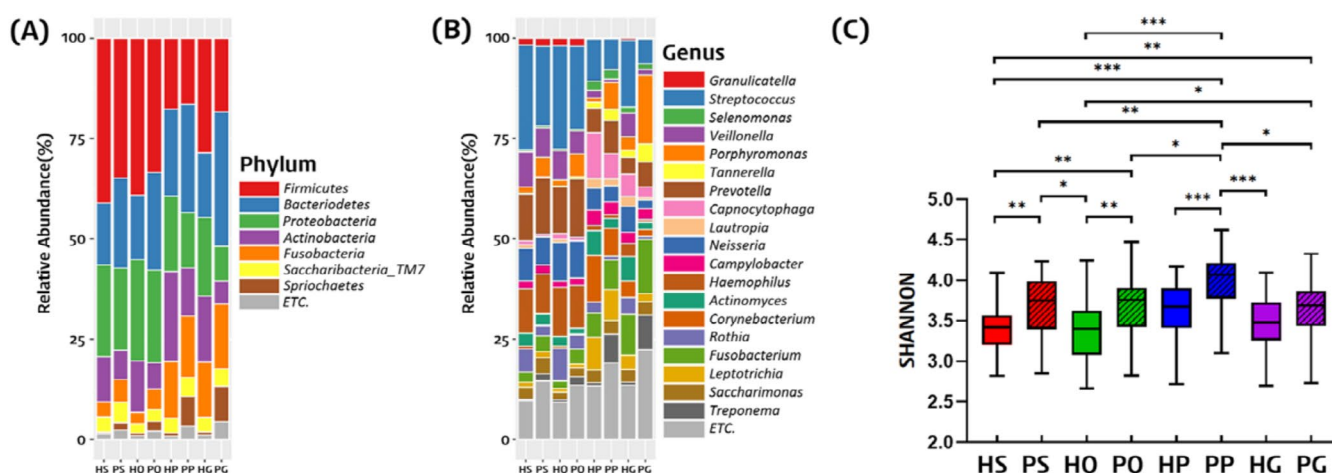 (A)
Relative Abundance(%)
100
75
50
25
0
HS PS HO PO HP PP HG PG
Phylum
Firmicutes
Bacteriodetes
Proteobacteria
Actinobacteria
Fusobacteria
Saccharibacteria_TM7
Spriochaetes
ETC.
(B)
Relative Abundance(%)
100
75
50
25
0
HS PS HO PO HP PP HG PG
Genus
Granulicatella
Streptococcus
Selenomonas
Veillonella
Porphyromonas
Tannerella
Prevotella
Capnocytophaga
Lautropia
Neisseria
Campylobacter
Haemophilus
Actinomyces
Corynebacterium
Rothia
Fusobacterium
Leptotrichia
Saccharimonas
Treponema
ETC.
(C)
***
**
***
*
**
*
*
**
*
***
**
**
***
SHANNON
5.0
4.5
4.0
3.5
3.0
2.5
2.0
HS PS HO PO HP PP HG PG